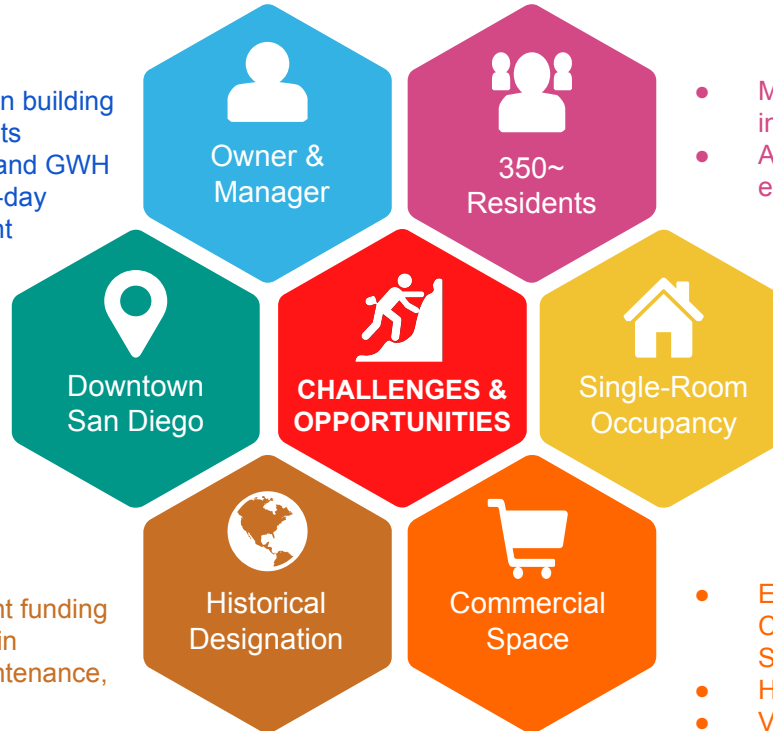 n building
ts
and GWH
-day
nt
Owner &
Manager
350~
Residents
M
in
A
e
Downtown
San Diego
CHALLENGES &
OPPORTUNITIES
Single-Room
Occupancy
nt funding
in
ntenance,
Historical
Designation
Commercial
Space
E
C
S
H
V